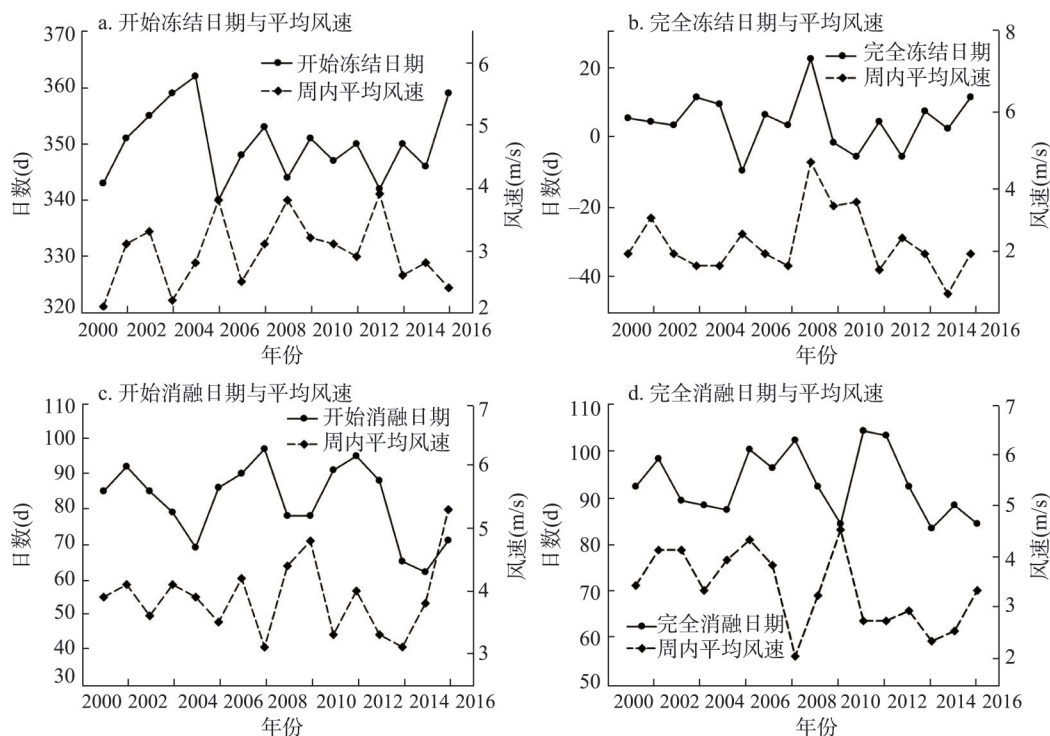 a. 开始冻结日期与平均风速
开始冻结日期
周内平均风速
370
360
350
340
330
320
日数(d)
6
5
4
3
2
风速(m/s)
2000 2002 2004 2006 2008 2010 2012 2014 2016
年份
b. 完全冻结日期与平均风速
完全冻结日期
周内平均风速
20
0
−20
−40
日数(d)
8
6
4
2
风速(m/s)
2000 2002 2004 2006 2008 2010 2012 2014 2016
年份
c. 开始消融日期与平均风速
开始消融日期
周内平均风速
110
100
90
80
70
60
50
40
30
日数(d)
7
6
5
4
3
风速(m/s)
2000 2002 2004 2006 2008 2010 2012 2014 2016
年份
d. 完全消融日期与平均风速
110
100
90
80
70
60
50
日数(d)
完全消融日期
周内平均风速
7
6
5
4
3
2
风速(m/s)
2000 2002 2004 2006 2008 2010 2012 2014 2016
年份